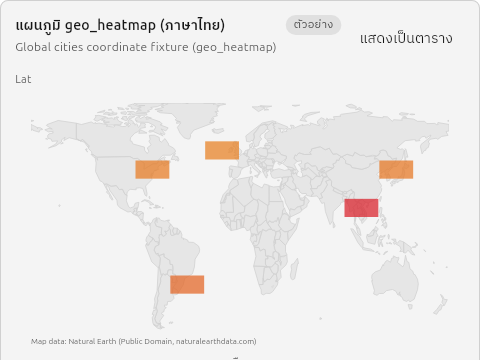 แผนภูมิ geo_heatmap (ภาษาไทย)
ตัวอย่าง
แสดงเป็นตาราง
Global cities coordinate fixture (geo_heatmap)
Lat
Map data: Natural Earth (Public Domain, naturalearthdata.com)